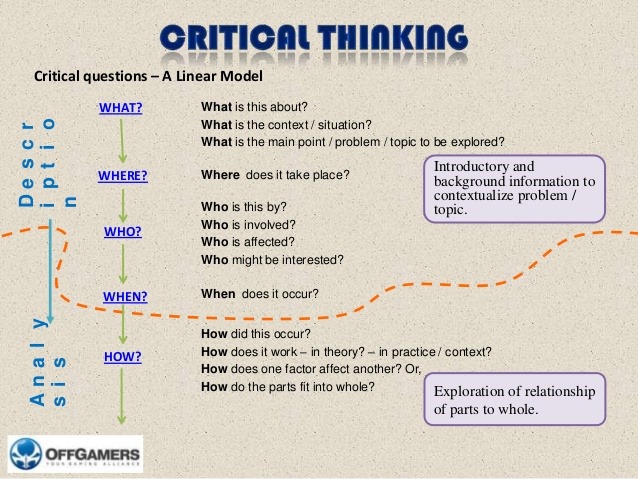 CRITICAL THINKING
Critical questions – A Linear Model
WHAT?
What is this about?
What is the context / situation?
What is the main point / problem / topic to be explored?
WHERE?
Where does it take place?
Introductory and
background information to
contextualize problem /
topic.
WHO?
Who is this by?
Who is involved?
Who is affected?
Who might be interested?
WHEN?
When does it occur?
HOW?
How did this occur?
How does it work – in theory? – in practice / context?
How does one factor affect another? Or,
How do the parts fit into whole?
Exploration of relationship
of parts to whole.
Descr
iptio
n
Analy
sis
OFFGAMERS
YOUR GAMING ALLIANCE